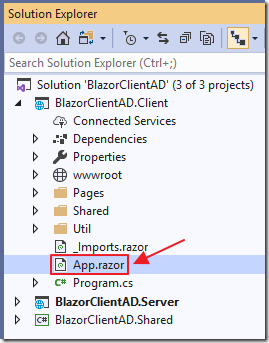 Solution Explorer
Search Solution Explorer (Ctrl+;)
Solution 'BlazorClientAD' (3 of 3 projects)
BlazorClientAD.Client
Connected Services
Dependencies
Properties
wwwroot
Pages
Shared
Util
_Imports.razor
App.razor
C# Program.cs
BlazorClientAD.Server
C# BlazorClientAD.Shared